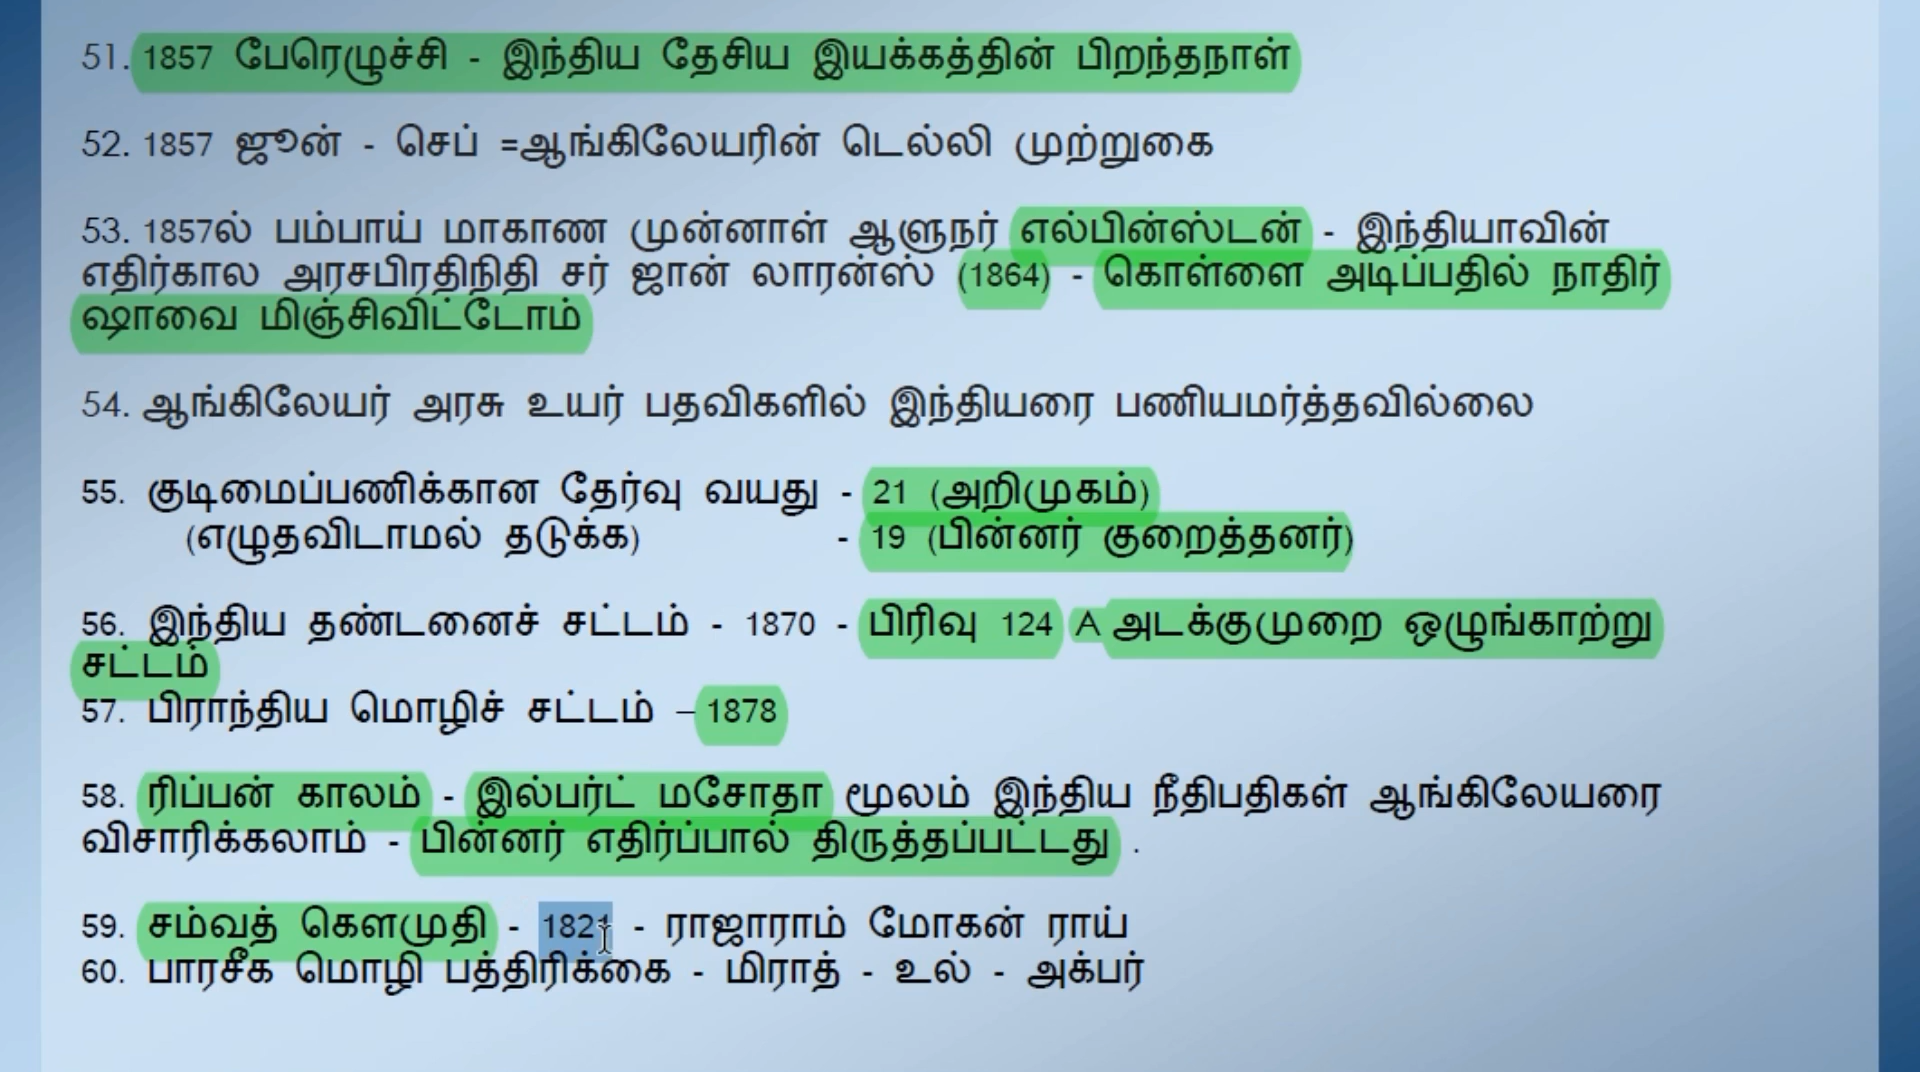 51. 1857 பேரெழுச்சி - இந்திய தேசிய இயக்கத்தின் பிறந்தநாள்
52. 1857 ஜூன் - செப் =ஆங்கிலேயரின் டெல்லி முற்றுகை
53. 1857ல் பம்பாய் மாகாண முன்னாள் ஆளுநர் எல்பின்ஸ்டன் - இந்தியாவின்
எதிர்கால அரசபிரதிநிதி சர் ஜான் லாரன்ஸ் (1864) - கொள்ளை அடிப்பதில் நாதிர்
ஷாவை மிஞ்சிவிட்டோம்
54. ஆங்கிலேயர் அரசு உயர் பதவிகளில் இந்தியரை பணியமர்த்தவில்லை
55. குடிமைப்பணிக்கான தேர்வு வயது - 21 (அறிமுகம்)
(எழுதவிடாமல் தடுக்க) - 19 (பின்னர் குறைத்தனர்)
56. இந்திய தண்டனைச் சட்டம் - 1870 - பிரிவு 124 A அடக்குமுறை ஒழுங்காற்று
சட்டம்
57. பிராந்திய மொழிச் சட்டம் – 1878
58. ரிப்பன் காலம் - இல்பர்ட் மசோதா மூலம் இந்திய நீதிபதிகள் ஆங்கிலேயரை
விசாரிக்கலாம் - பின்னர் எதிர்ப்பால் திருத்தப்பட்டது .
59. சம்வத் கௌமுதி - 1821 - ராஜாராம் மோகன் ராய்
60. பாரசீக மொழி பத்திரிக்கை - மிராத் - உல் - அக்பர்